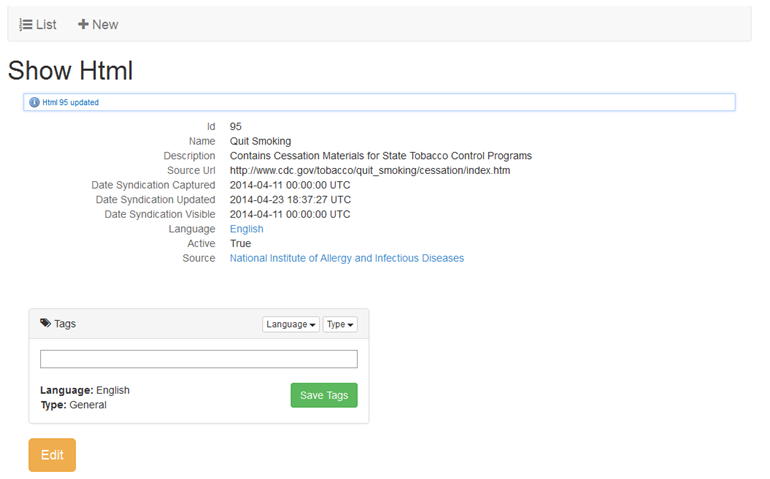 List New
Show Html
Html 95 updated
Id 95
Name Quit Smoking
Description Contains Cessation Materials for State Tobacco Control Programs
Source Url http://www.cdc.gov/tobacco/quit_smoking/cessation/index.htm
Date Syndication Captured 2014-04-11 00:00:00 UTC
Date Syndication Updated 2014-04-23 18:37:27 UTC
Date Syndication Visible 2014-04-11 00:00:00 UTC
Language English
Active True
Source National Institute of Allergy and Infectious Diseases
Tags Language Type
Language: English
Type: General
Save Tags
Edit